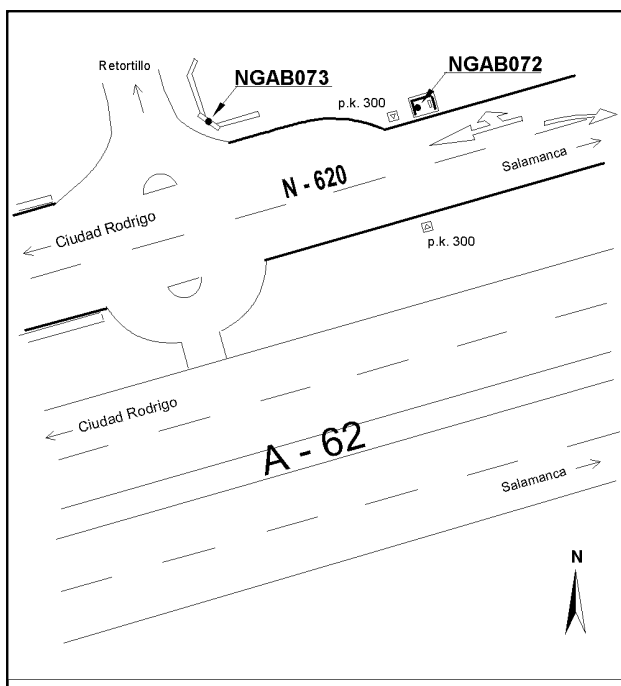 Retortillo
NGAB073
NGAB072
p.k. 300
N - 620
Salamanca
Ciudad Rodrigo
p.k. 300
Ciudad Rodrigo
A - 62
Salamanca
N